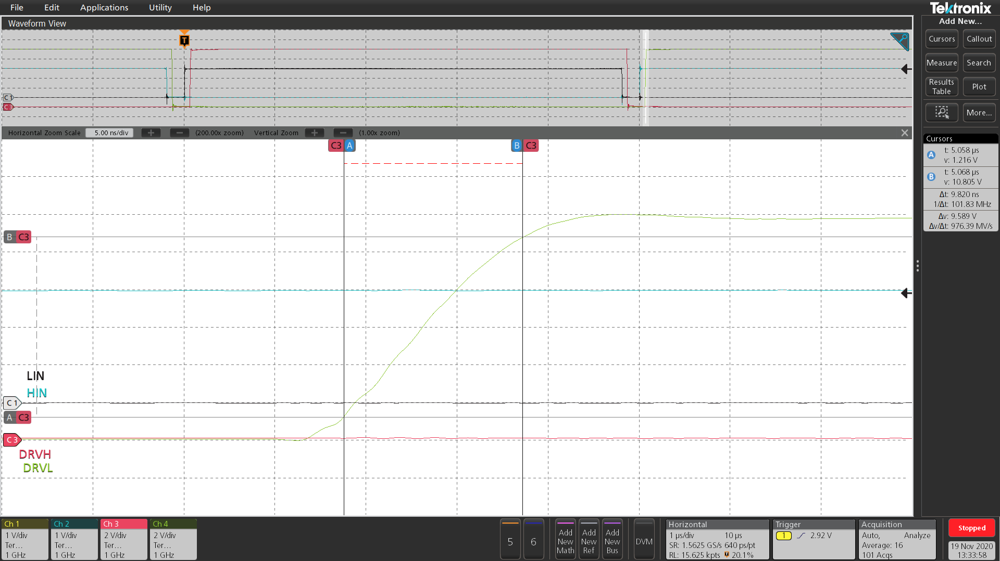 File Edit Applications Utility Help
Tektronix
Waveform View
Add New...
T
Cursors Callout
Measure Search
Results Table Plot
More...
C1
C3
Horizontal Zoom Scale 5.00 ns/div + − (200.00x zoom) Vertical Zoom + − (1.00x zoom)
C3 A B C3
Cursors
A t: 5.058 µs
v: 1.216 V
B t: 5.068 µs
v: 10.805 V
Δt: 9.820 ns
1/Δt: 101.83 MHz
Δv: 9.589 V
Δv/Δt: 976.39 MV/s
B C3
LIN
HIN
C 1
A C3
C 3
DRVH
DRVL
Ch 1
1 V/div
Ter...
1 GHz
Ch 2
1 V/div
Ter...
1 GHz
Ch 3
2 V/div
Ter...
1 GHz
Ch 4
2 V/div
Ter...
1 GHz
5
6
Add
New
Math
Add
New
Ref
Add
New
Bus
DVM
Horizontal
1 µs/div 10 µs
SR: 1.5625 GS/s 640 ps/pt
RL: 15.625 kpts T 20.1%
Trigger
1 2.92 V
Acquisition
Auto, Analyze
Average: 16
101 Acqs
Stopped
19 Nov 2020
13:33:58